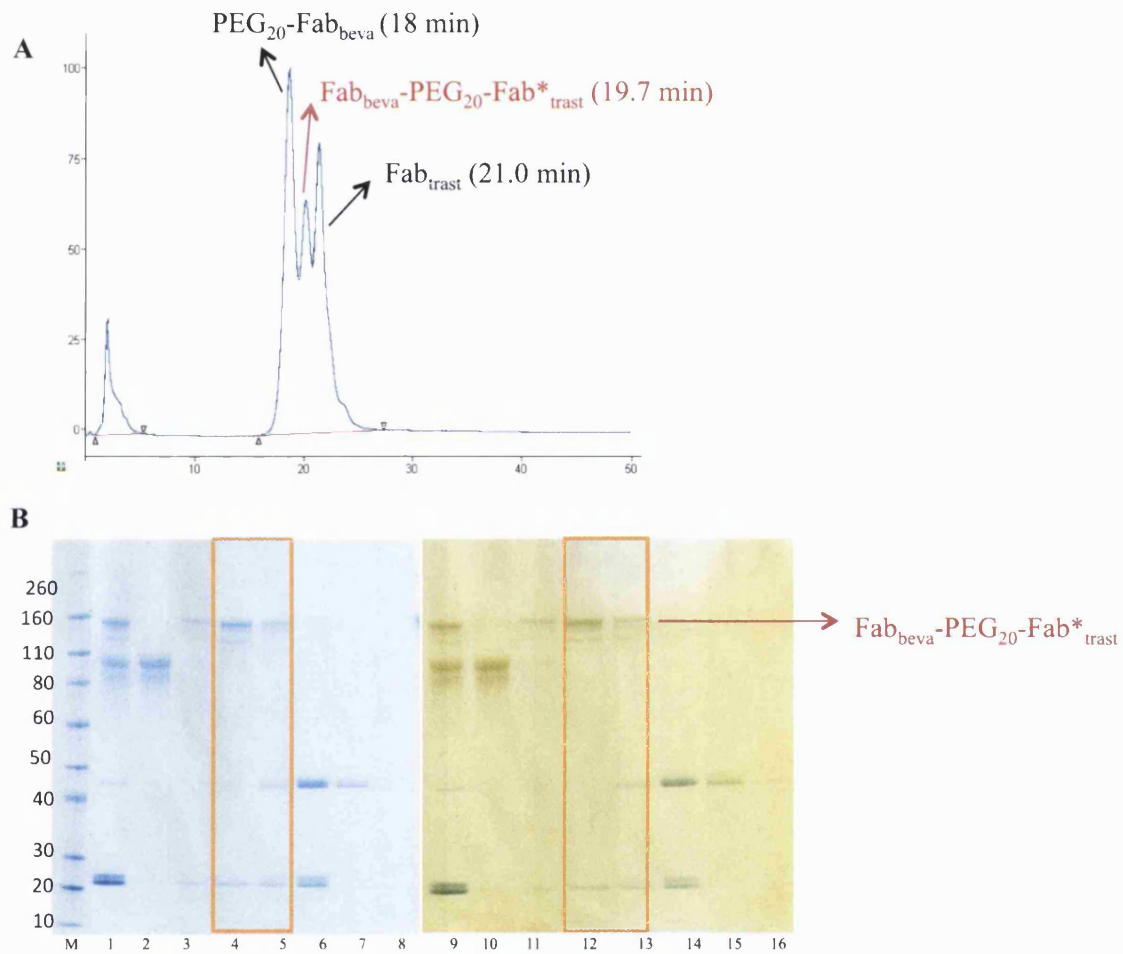 A
PEG20-Fabbeva (18 min)
Fabbeva-PEG20-Fab*trast (19.7 min)
Fabtrast (21.0 min)
100
75
50
25
0
10 20 30 40 50
B
260
160
110
80
60
50
40
30
20
10
Fabbeva-PEG20-Fab*trast
M 1 2 3 4 5 6 7 8 9 10 11 12 13 14 15 16